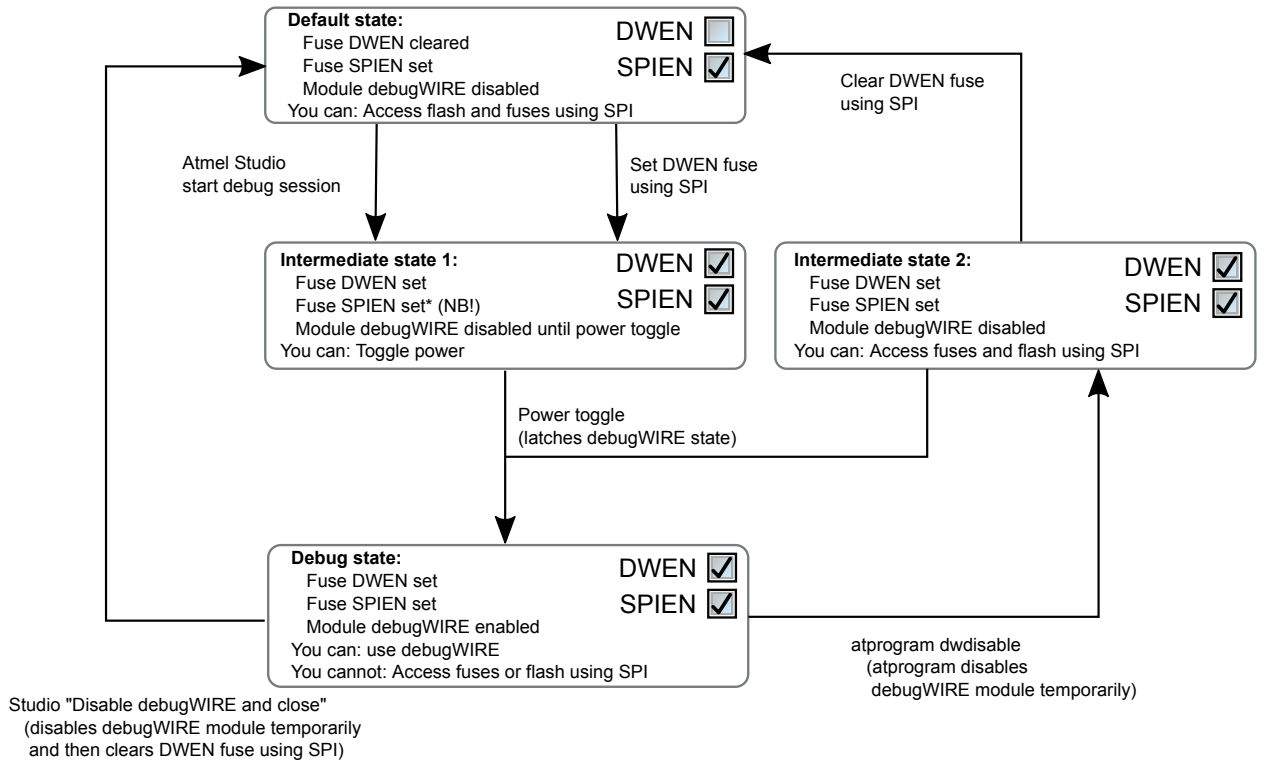 Default state:
Fuse DWEN cleared
Fuse SPIEN set
Module debugWIRE disabled
You can: Access flash and fuses using SPI
DWEN
SPIEN
Clear DWEN fuse
using SPI
Atmel Studio
start debug session
Set DWEN fuse
using SPI
Intermediate state 1:
Fuse DWEN set
Fuse SPIEN set* (NB!)
Module debugWIRE disabled until power toggle
You can: Toggle power
DWEN
SPIEN
Intermediate state 2:
Fuse DWEN set
Fuse SPIEN set
Module debugWIRE disabled
You can: Access fuses and flash using SPI
DWEN
SPIEN
Power toggle
(latches debugWIRE state)
Debug state:
Fuse DWEN set
Fuse SPIEN set
Module debugWIRE enabled
You can: use debugWIRE
You cannot: Access fuses or flash using SPI
DWEN
SPIEN
atprogram dwdisable
(atprogram disables
debugWIRE module temporarily)
Studio "Disable debugWIRE and close"
(disables debugWIRE module temporarily
and then clears DWEN fuse using SPI)